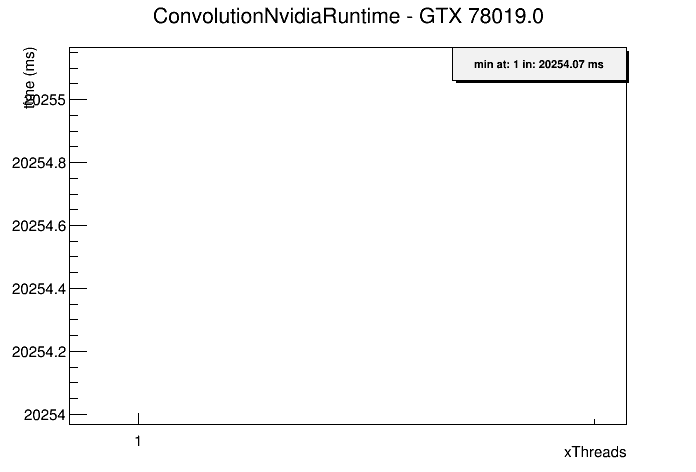 ConvolutionNvidiaRuntime - GTX 78019.0
time (ms)
min at: 1 in: 20254.07 ms
20255
20254.8
20254.6
20254.4
20254.2
20254
1
xThreads